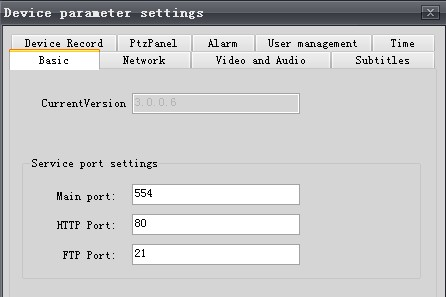 Device parameter settings
Device Record PtzPanel Alarm User management Time
Basic Network Video and Audio Subtitles
CurrentVersion 3.0.0.6
Service port settings
Main port: 554
HTTP Port: 80
FTP Port: 21